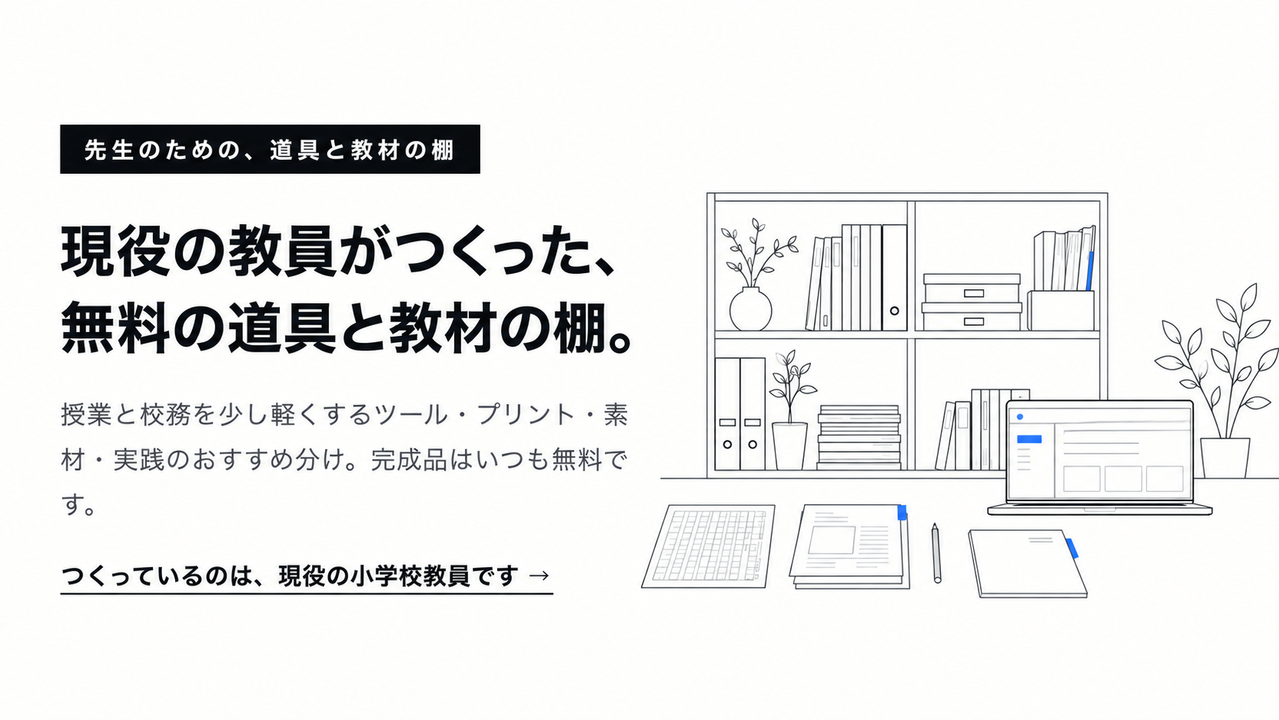 先生のための、道具と教材の棚
現役の教員がつくった、
無料の道具と教材の棚。
授業と校務を少し軽くするツール・プリント・素
材・実践のおすすめ分け。完成品はいつも無料で
す。
つくっているのは、現役の小学校教員です →